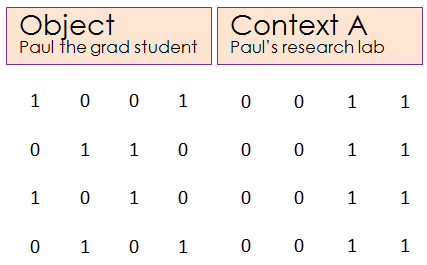 Object
Paul the grad student
Context A
Paul's research lab
1 0 0 1 0 0 1 1
0 1 1 0 0 0 1 1
1 0 1 0 0 0 1 1
0 1 0 1 0 0 1 1